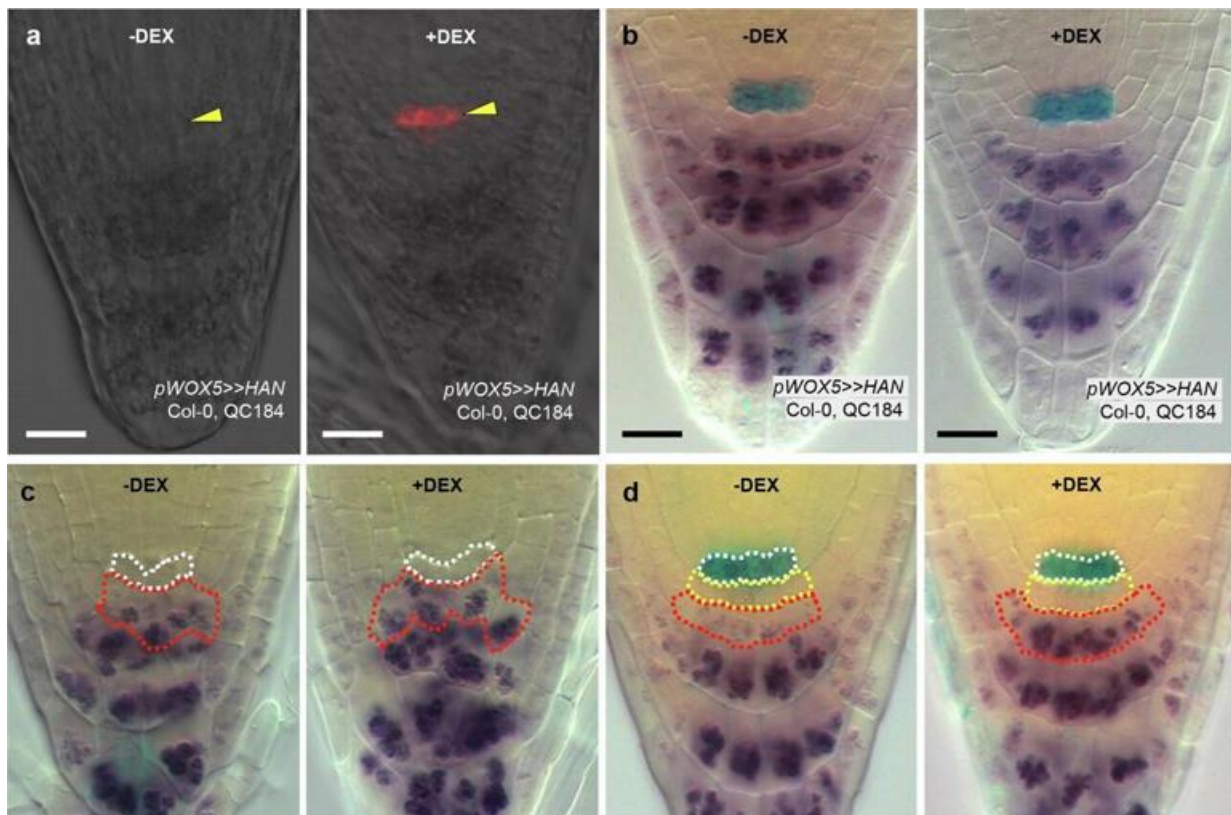 a
-DEX
+DEX
pWOX5>>HAN
Col-0, QC184
pWOX5>>HAN
Col-0, QC184
b
-DEX
+DEX
pWOX5>>HAN
Col-0, QC184
pWOX5>>HAN
Col-0, QC184
c
-DEX
+DEX
d
-DEX
+DEX